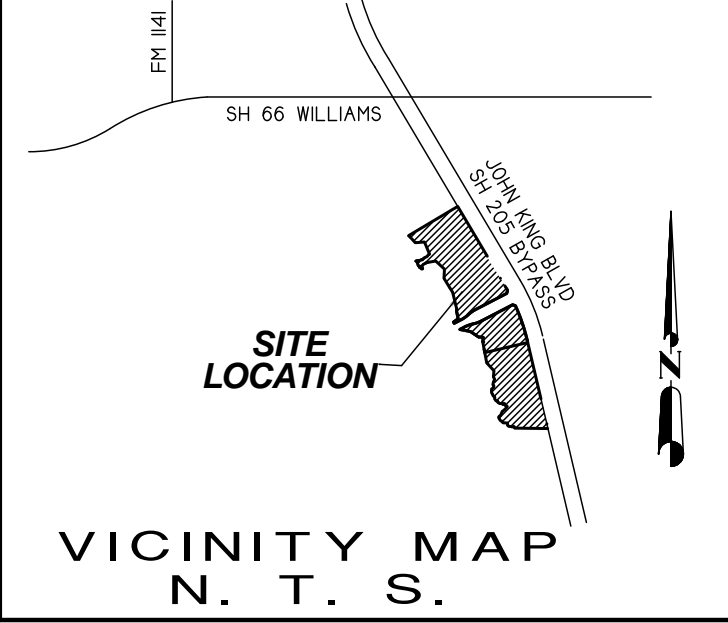 FM 1141
SH 66 WILLIAMS
JOHN KING BLVD
SH 205 BYPASS
SITE
LOCATION
N
VICINITY MAP
N. T. S.